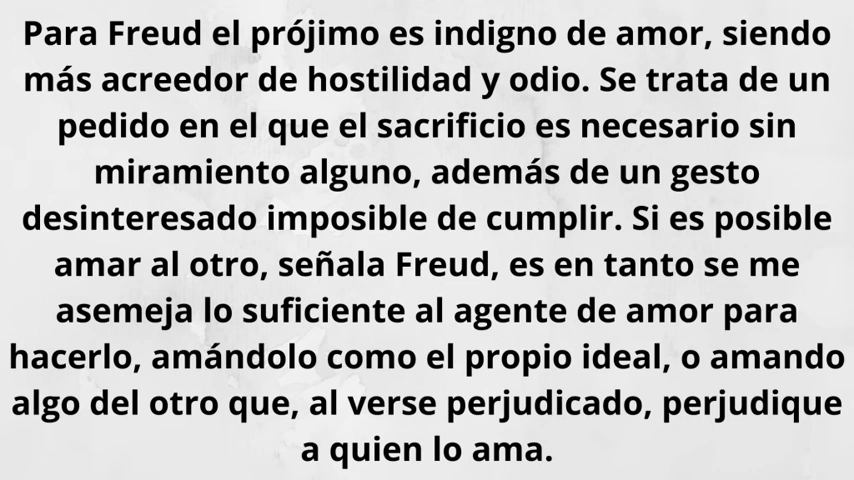 Para Freud el prójimo es indigno de amor, siendo
más acreedor de hostilidad y odio. Se trata de un
pedido en el que el sacrificio es necesario sin
miramiento alguno, además de un gesto
desinteresado imposible de cumplir. Si es posible
amar al otro, señala Freud, es en tanto se me
asemeja lo suficiente al agente de amor para
hacerlo, amándolo como el propio ideal, o amando
algo del otro que, al verse perjudicado, perjudique
a quien lo ama.